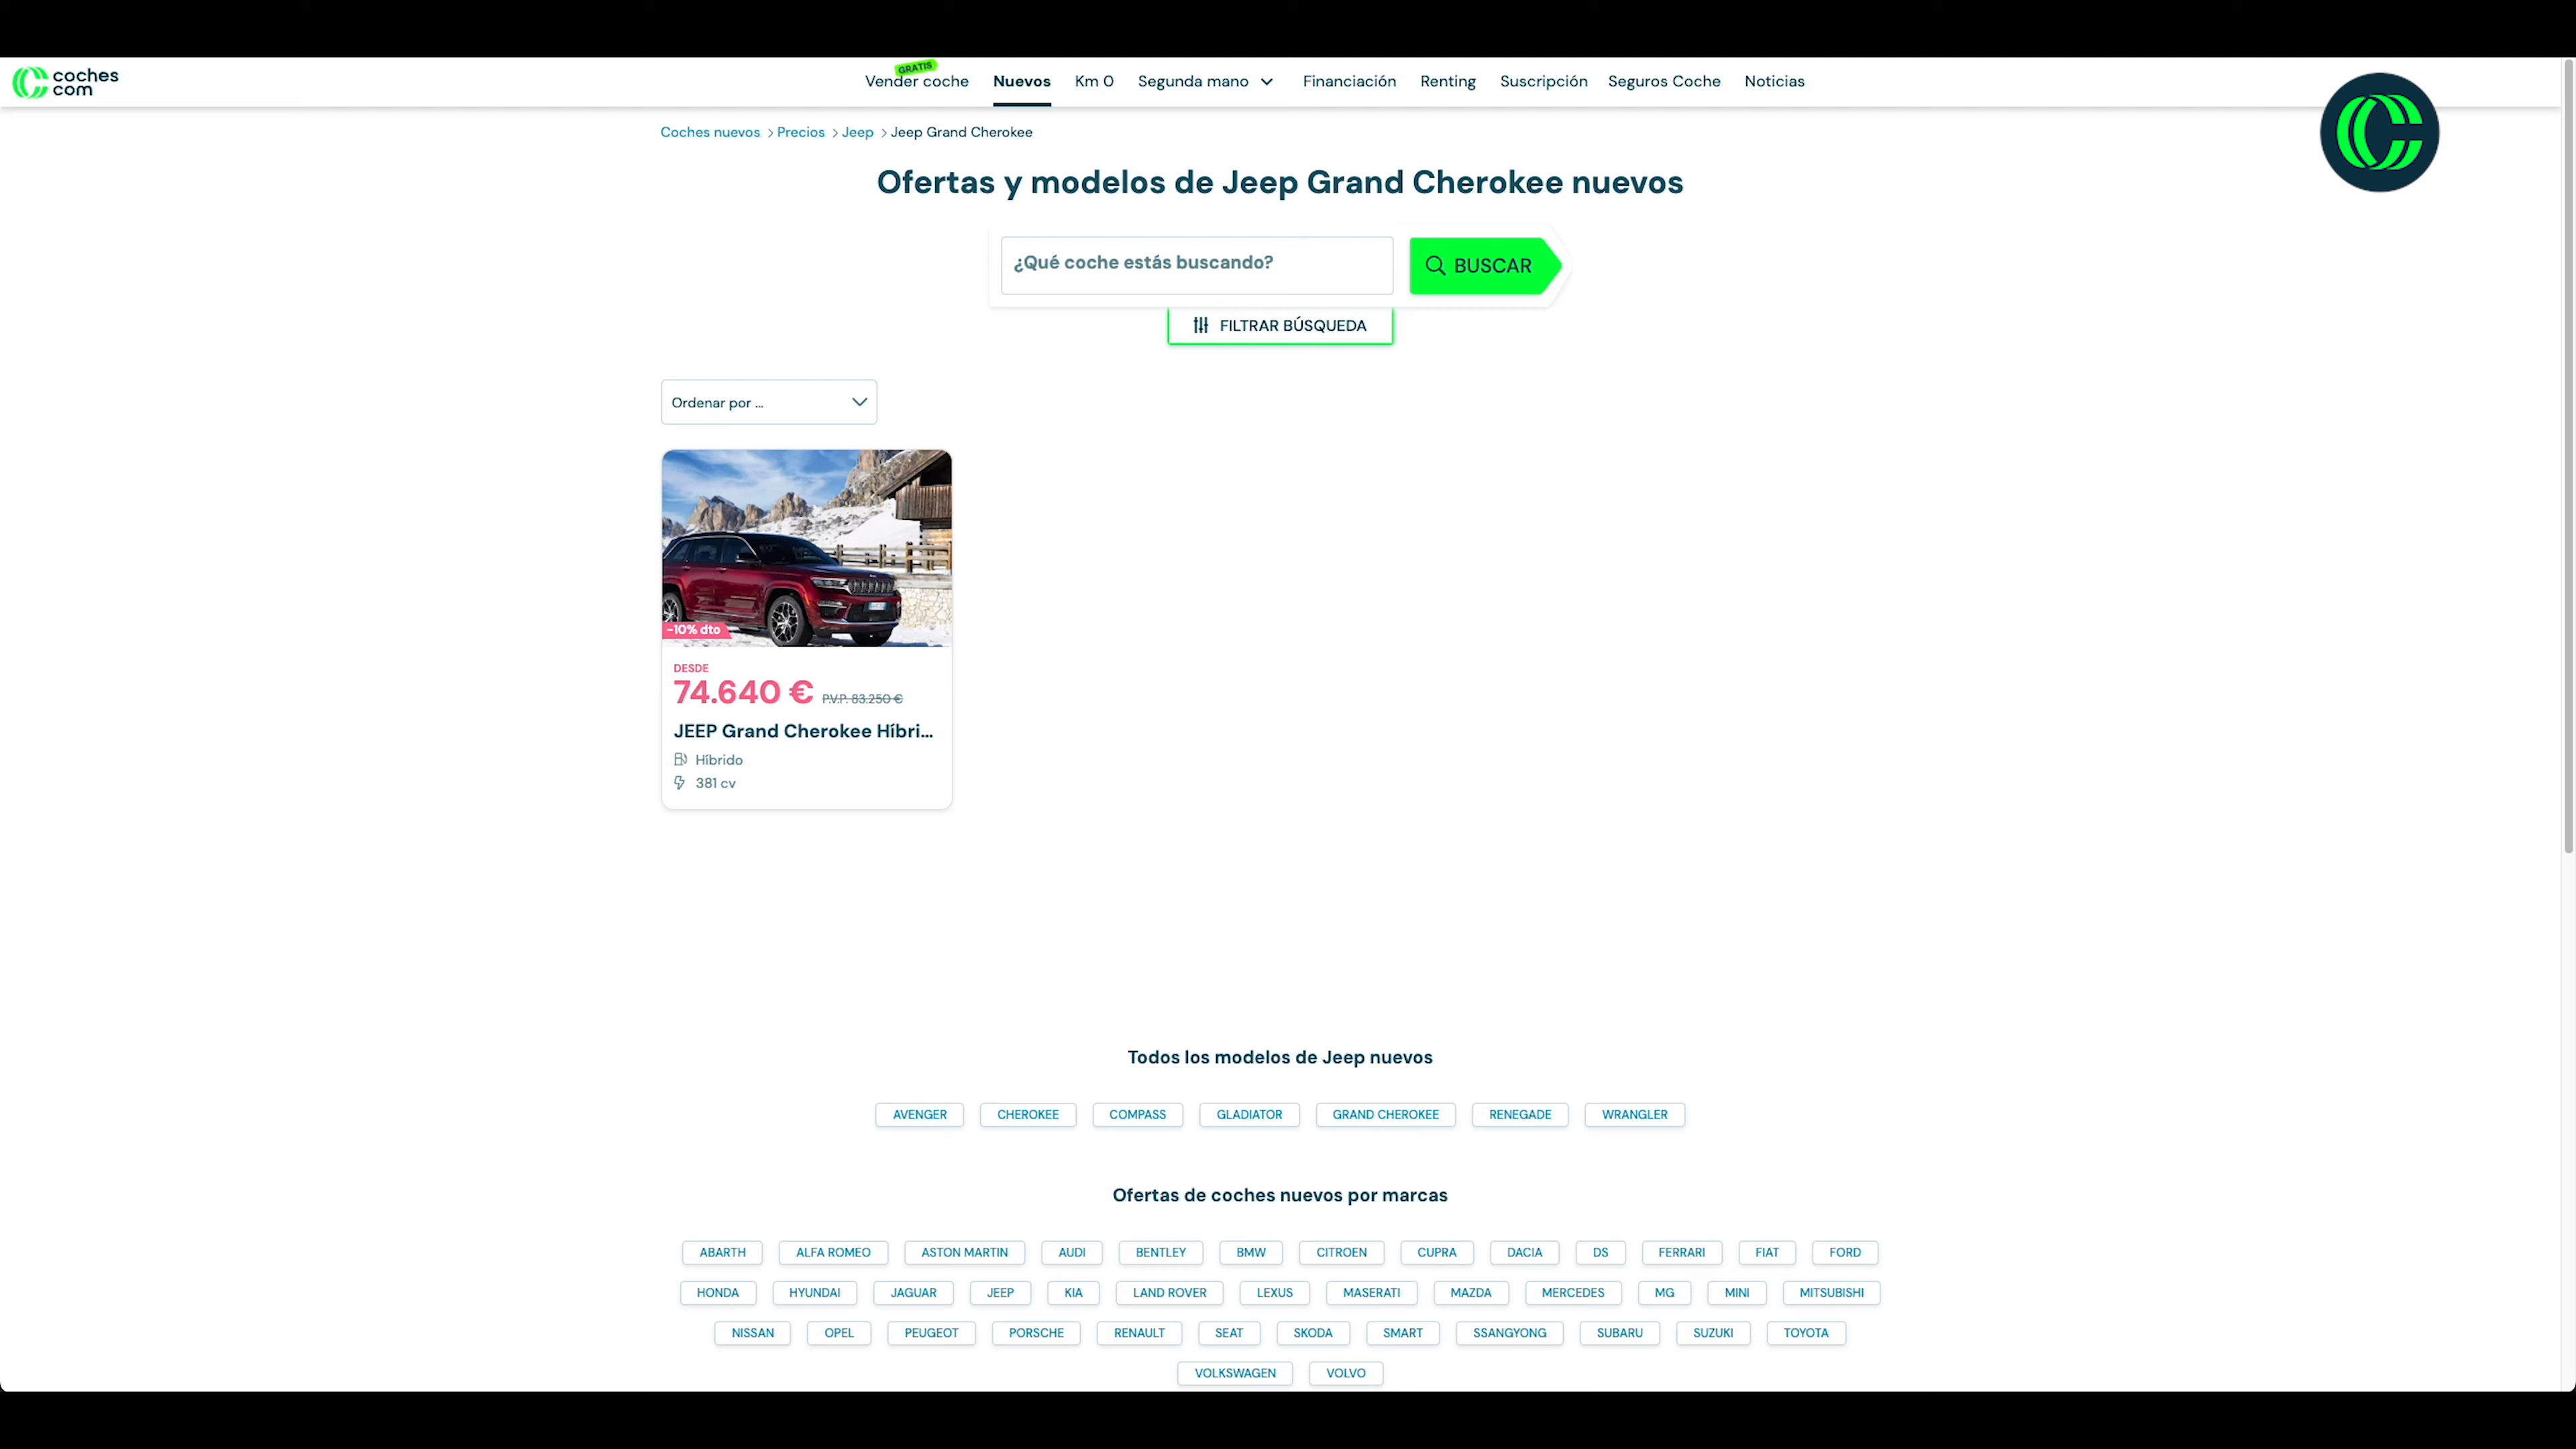 coches
com
GRATIS
Vender coche Nuevos Km 0 Segunda mano Financiación Renting Suscripción Seguros Coche Noticias
Coches nuevos > Precios > Jeep > Jeep Grand Cherokee
Ofertas y modelos de Jeep Grand Cherokee nuevos
¿Qué coche estás buscando? BUSCAR
FILTRAR BÚSQUEDA
Ordenar por ...
-10% dto
DESDE
74.640 € P.V.P. 83.250 €
JEEP Grand Cherokee Híbri...
Híbrido
381 cv
Todos los modelos de Jeep nuevos
AVENGER CHEROKEE COMPASS GLADIATOR GRAND CHEROKEE RENEGADE WRANGLER
Ofertas de coches nuevos por marcas
ABARTH ALFA ROMEO ASTON MARTIN AUDI BENTLEY BMW CITROEN CUPRA DACIA DS FERRARI FIAT FORD
HONDA HYUNDAI JAGUAR JEEP KIA LAND ROVER LEXUS MASERATI MAZDA MERCEDES MG MINI MITSUBISHI
NISSAN OPEL PEUGEOT PORSCHE RENAULT SEAT SKODA SMART SSANGYONG SUBARU SUZUKI TOYOTA
VOLKSWAGEN VOLVO